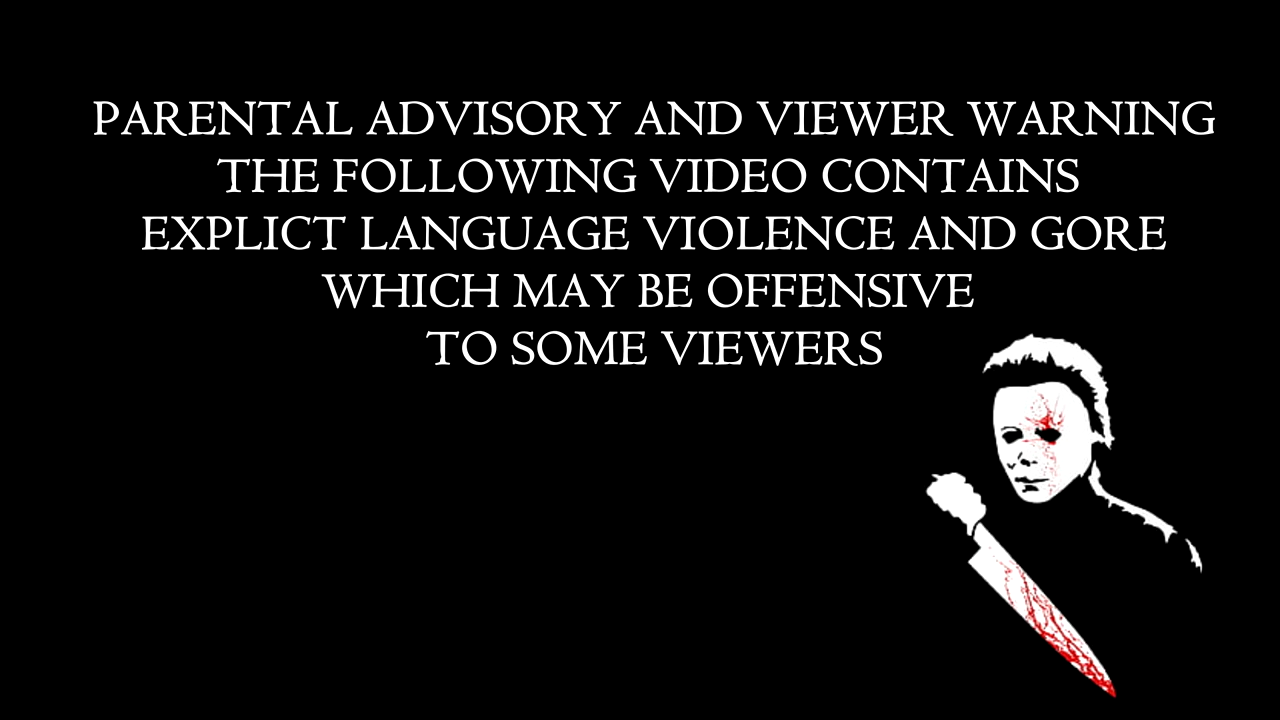 PARENTAL ADVISORY AND VIEWER WARNING
THE FOLLOWING VIDEO CONTAINS
EXPLICT LANGUAGE VIOLENCE AND GORE
WHICH MAY BE OFFENSIVE
TO SOME VIEWERS